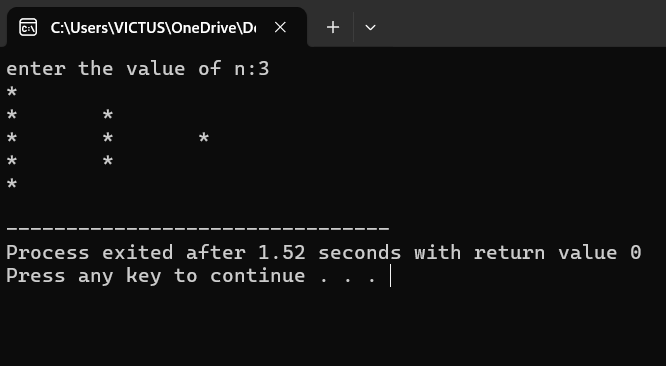 C:\Users\VICTUS\OneDrive\De
enter the value of n:3
*
*       *
*       *       *
*       *
*
--------------------------------
Process exited after 1.52 seconds with return value 0
Press any key to continue . . .